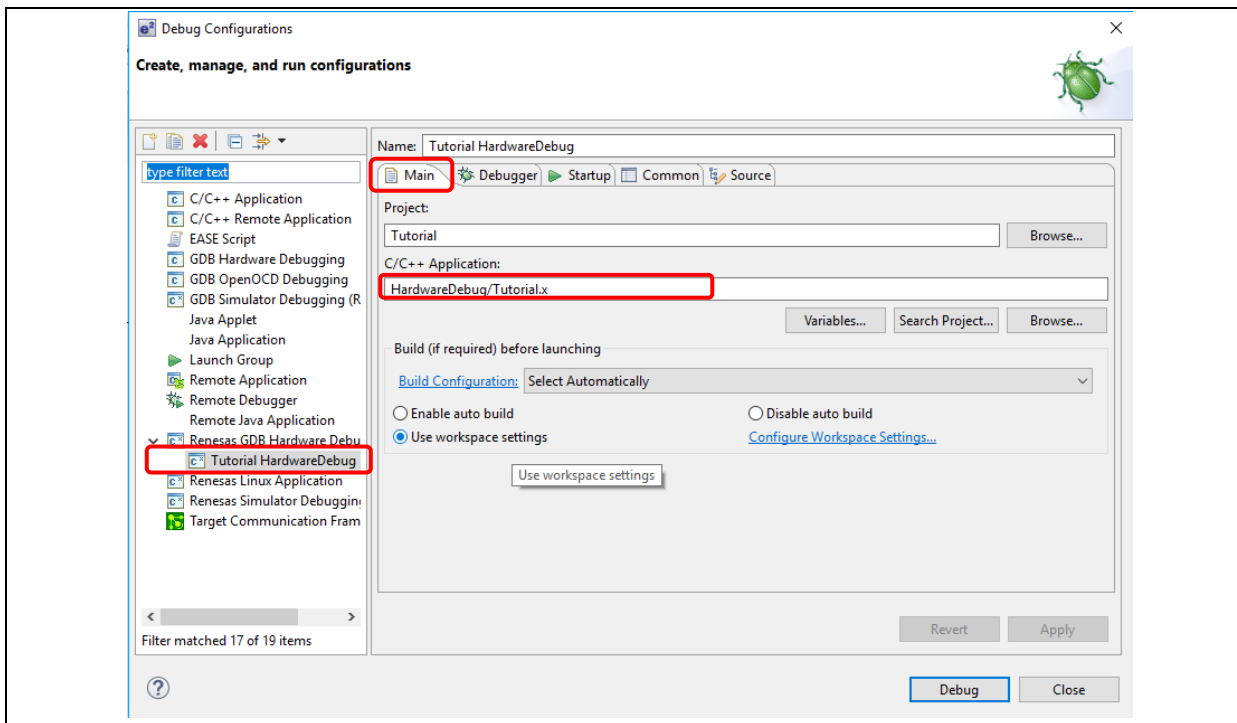 e² Debug Configurations
Create, manage, and run configurations
type filter text
C/C++ Application
C/C++ Remote Application
EASE Script
GDB Hardware Debugging
GDB OpenOCD Debugging
GDB Simulator Debugging (R
Java Applet
Java Application
Launch Group
Remote Application
Remote Debugger
Remote Java Application
Renesas GDB Hardware Debu
Tutorial HardwareDebug
Renesas Linux Application
Renesas Simulator Debugging
Target Communication Fram
Filter matched 17 of 19 items
Name: Tutorial HardwareDebug
Main Debugger Startup Common Source
Project:
Tutorial Browse...
C/C++ Application:
HardwareDebug/Tutorial.x
Variables... Search Project... Browse...
Build (if required) before launching
Build Configuration: Select Automatically
Enable auto build Disable auto build
Use workspace settings Configure Workspace Settings...
Use workspace settings
Revert Apply
Debug Close